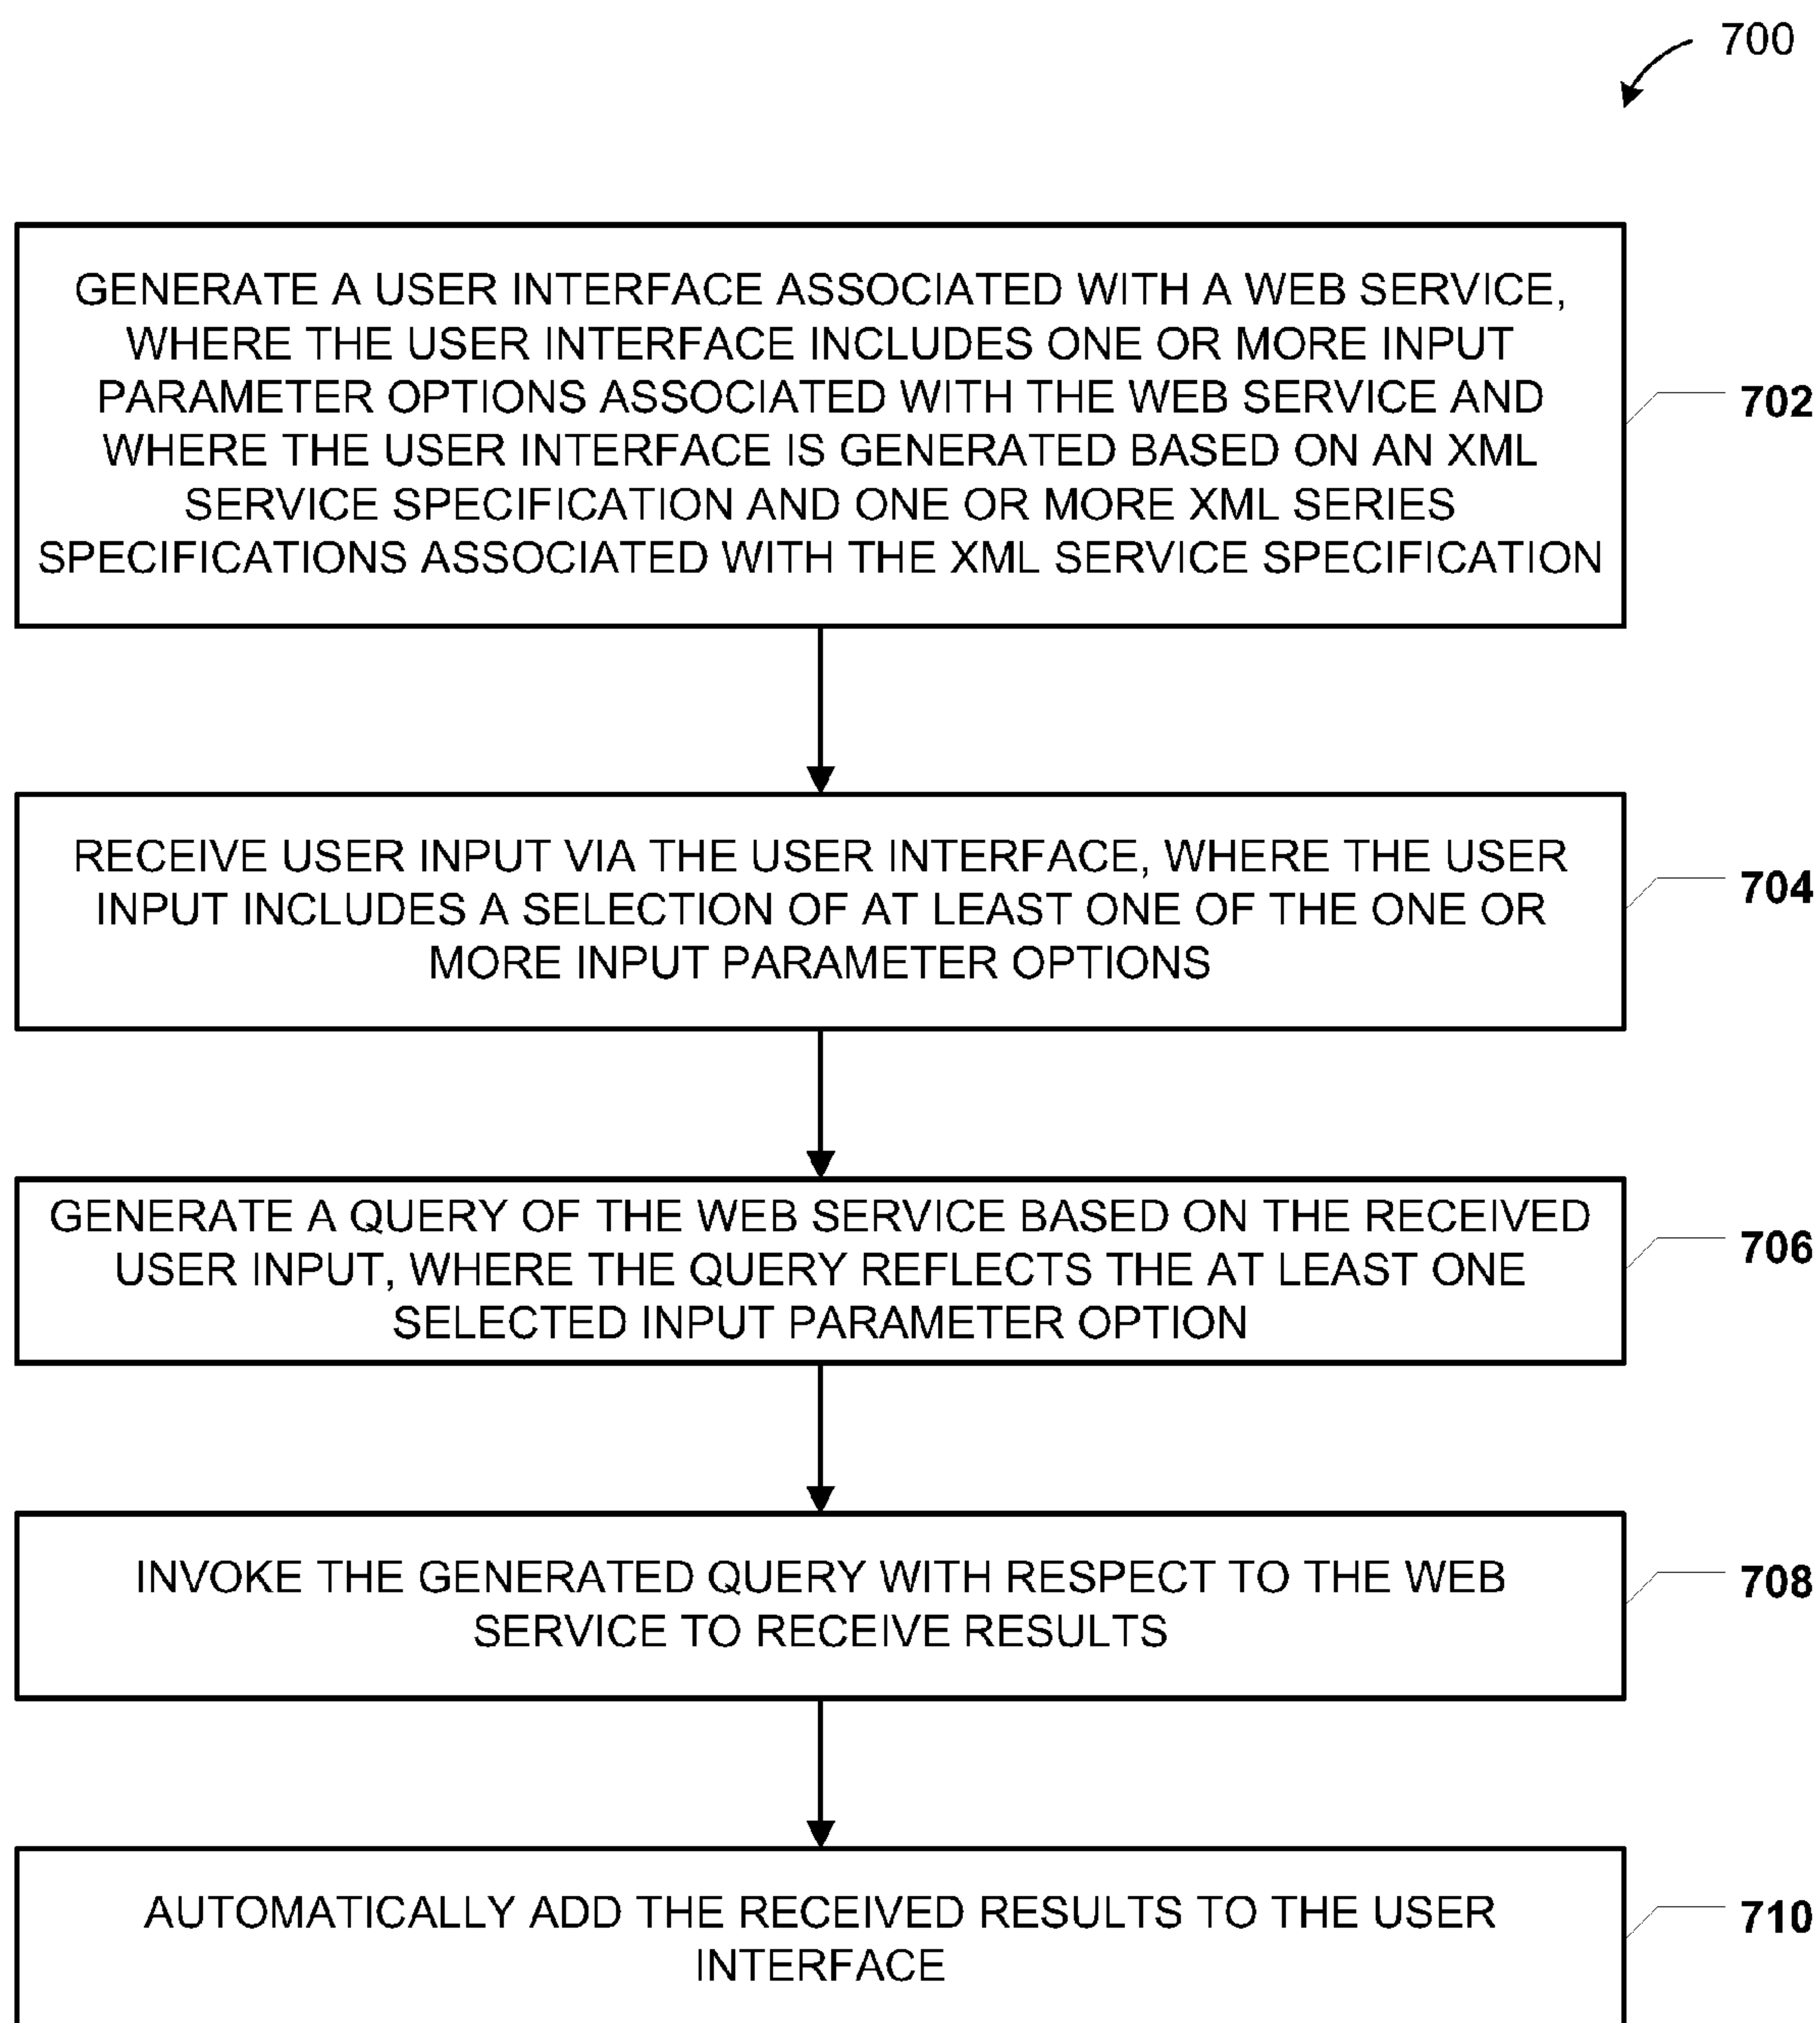 700
GENERATE A USER INTERFACE ASSOCIATED WITH A WEB SERVICE,
WHERE THE USER INTERFACE INCLUDES ONE OR MORE INPUT
PARAMETER OPTIONS ASSOCIATED WITH THE WEB SERVICE AND
WHERE THE USER INTERFACE IS GENERATED BASED ON AN XML
SERVICE SPECIFICATION AND ONE OR MORE XML SERIES
SPECIFICATIONS ASSOCIATED WITH THE XML SERVICE SPECIFICATION
702
RECEIVE USER INPUT VIA THE USER INTERFACE, WHERE THE USER
INPUT INCLUDES A SELECTION OF AT LEAST ONE OF THE ONE OR
MORE INPUT PARAMETER OPTIONS
704
GENERATE A QUERY OF THE WEB SERVICE BASED ON THE RECEIVED
USER INPUT, WHERE THE QUERY REFLECTS THE AT LEAST ONE
SELECTED INPUT PARAMETER OPTION
706
INVOKE THE GENERATED QUERY WITH RESPECT TO THE WEB
SERVICE TO RECEIVE RESULTS
708
AUTOMATICALLY ADD THE RECEIVED RESULTS TO THE USER
INTERFACE
710